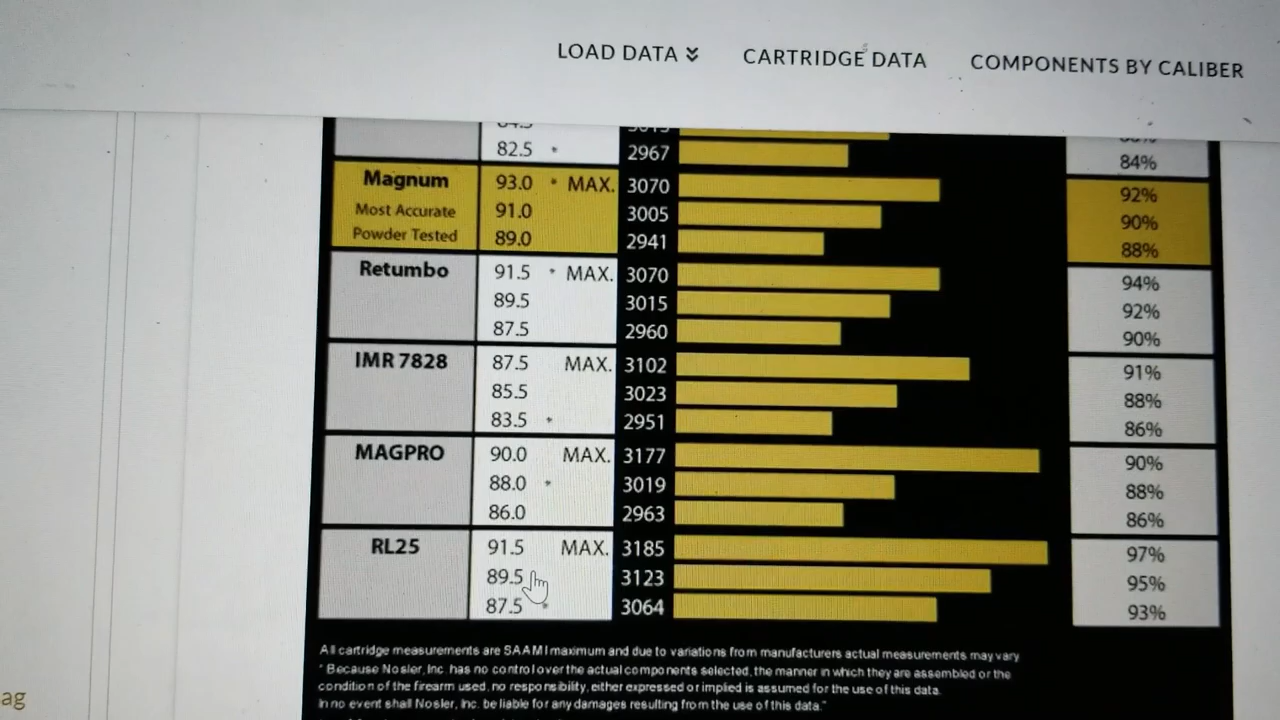 LOAD DATA CARTRIDGE DATA COMPONENTS BY CALIBER
82.5 * 2967 84%
Magnum 93.0 * MAX. 3070 92%
Most Accurate 91.0 3005 90%
Powder Tested 89.0 2941 88%
Retumbo 91.5 * MAX. 3070 94%
89.5 3015 92%
87.5 2960 90%
IMR 7828 87.5 MAX. 3102 91%
85.5 3023 88%
83.5 * 2951 86%
MAGPRO 90.0 MAX. 3177 90%
88.0 * 3019 88%
86.0 2963 86%
RL25 91.5 MAX. 3185 97%
89.5 3123 95%
87.5 * 3064 93%
All cartridge measurements are SAAMI maximum and due to variations from manufacturers actual measurements may vary
"Because Nosler, Inc. has no control over the actual components selected, the manner in which they are assembled or the
condition of the firearm used, no responsibility, either expressed or implied is assumed for the use of this data.
In no event shall Nosler, Inc. be liable for any damages resulting from the use of this data."
ag